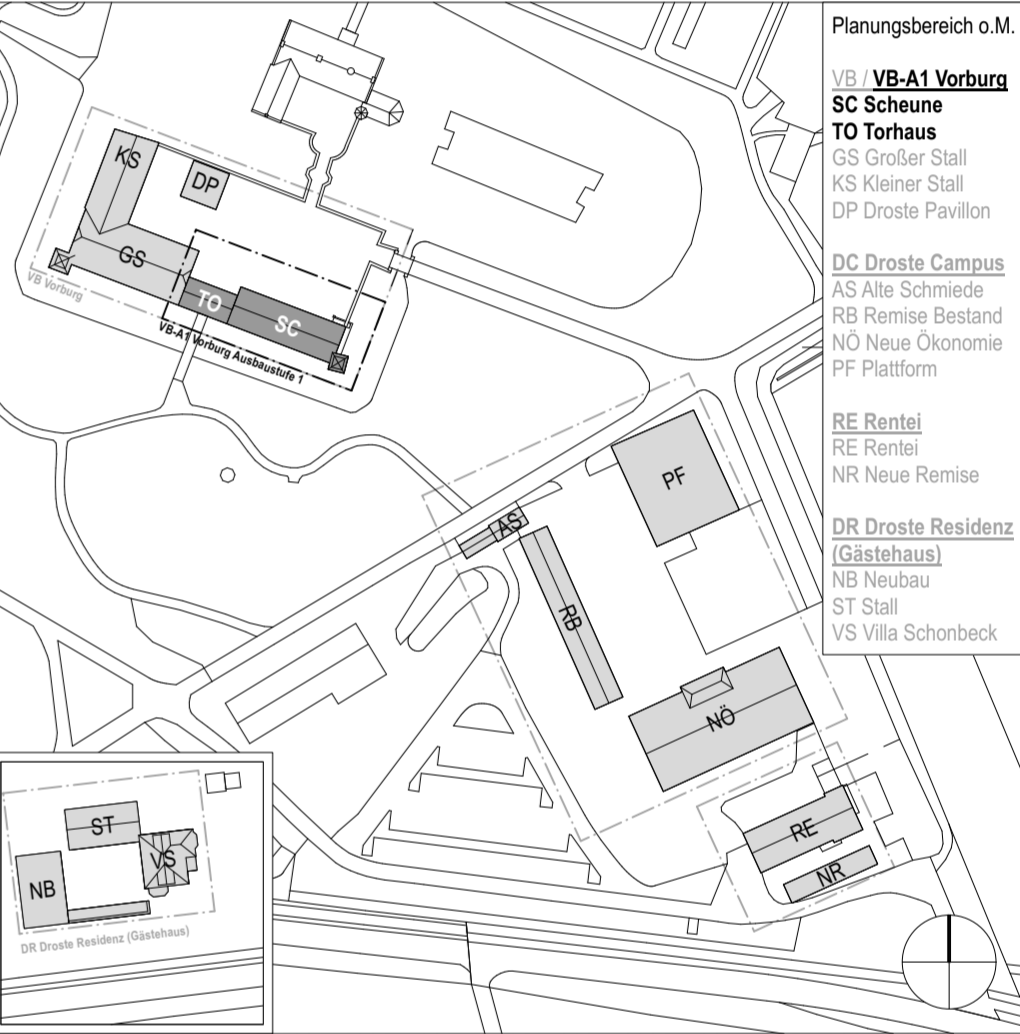 Planungsbereich o.M.
VB / VB-A1 Vorburg
SC Scheune
TO Torhaus
GS Großer Stall
KS Kleiner Stall
DP Droste Pavillon
DC Droste Campus
AS Alte Schmiede
RB Remise Bestand
NÖ Neue Ökonomie
PF Plattform
RE Rentei
RE Rentei
NR Neue Remise
DR Droste Residenz
(Gästehaus)
NB Neubau
ST Stall
VS Villa Schonbeck
KS
DP
GS
TO
SC
VB Vorburg
VB-A1 Vorburg Ausbaustufe 1
PF
AS
RB
NÖ
RE
NR
ST
VS
NB
DR Droste Residenz (Gästehaus)